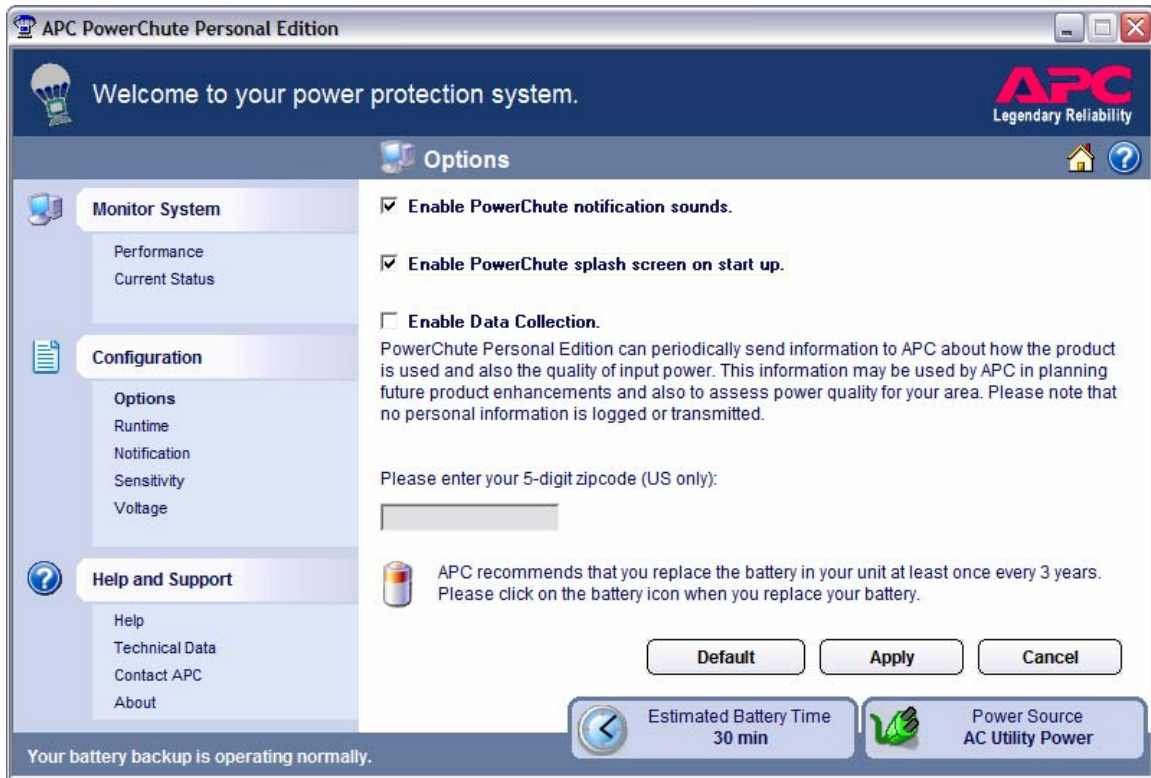 APC PowerChute Personal Edition
Welcome to your power protection system.
APC
Legendary Reliability
Options
Monitor System
Performance
Current Status
Configuration
Options
Runtime
Notification
Sensitivity
Voltage
Help and Support
Help
Technical Data
Contact APC
About
Enable PowerChute notification sounds.
Enable PowerChute splash screen on start up.
Enable Data Collection.
PowerChute Personal Edition can periodically send information to APC about how the product
is used and also the quality of input power. This information may be used by APC in planning
future product enhancements and also to assess power quality for your area. Please note that
no personal information is logged or transmitted.
Please enter your 5-digit zipcode (US only):
APC recommends that you replace the battery in your unit at least once every 3 years.
Please click on the battery icon when you replace your battery.
Default
Apply
Cancel
Estimated Battery Time
30 min
Power Source
AC Utility Power
Your battery backup is operating normally.